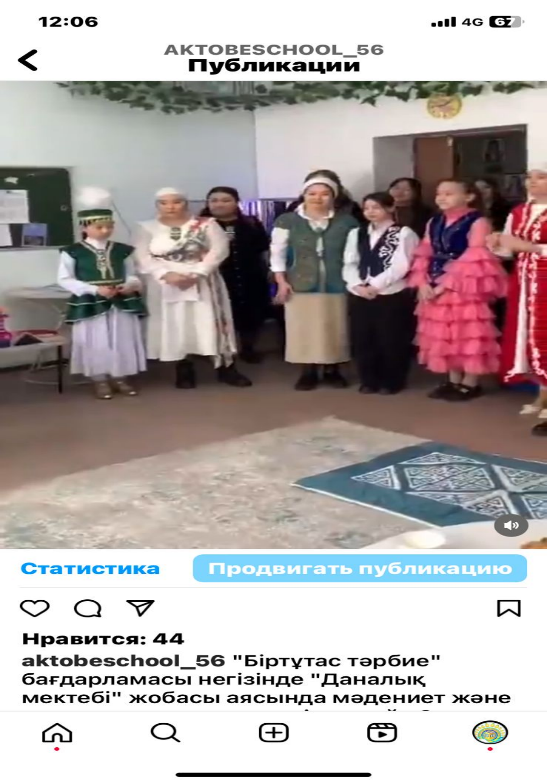 12:06
4G 67
AKTOBESCHOOL_56
Публикации
Статистика
Продвигать публикацию
Нравится: 44
aktobeschool_56 "Біртұтас тәрбие"
бағдарламасы негізінде "Даналық
мектебі" жобасы аясында мәдениет және